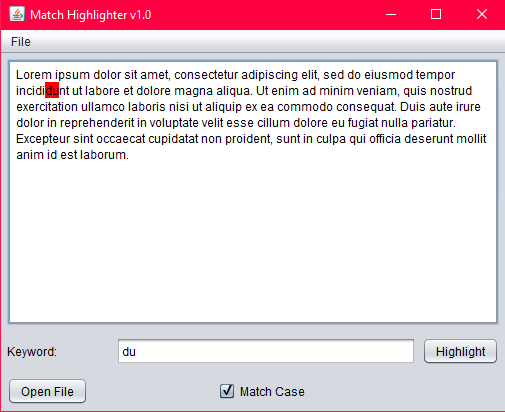 Match Highlighter v1.0
File
Lorem ipsum dolor sit amet, consectetur adipiscing elit, sed do eiusmod tempor
incididunt ut labore et dolore magna aliqua. Ut enim ad minim veniam, quis nostrud
exercitation ullamco laboris nisi ut aliquip ex ea commodo consequat. Duis aute irure
dolor in reprehenderit in voluptate velit esse cillum dolore eu fugiat nulla pariatur.
Excepteur sint occaecat cupidatat non proident, sunt in culpa qui officia deserunt mollit
anim id est laborum.
Keyword:
du
Highlight
Open File
Match Case